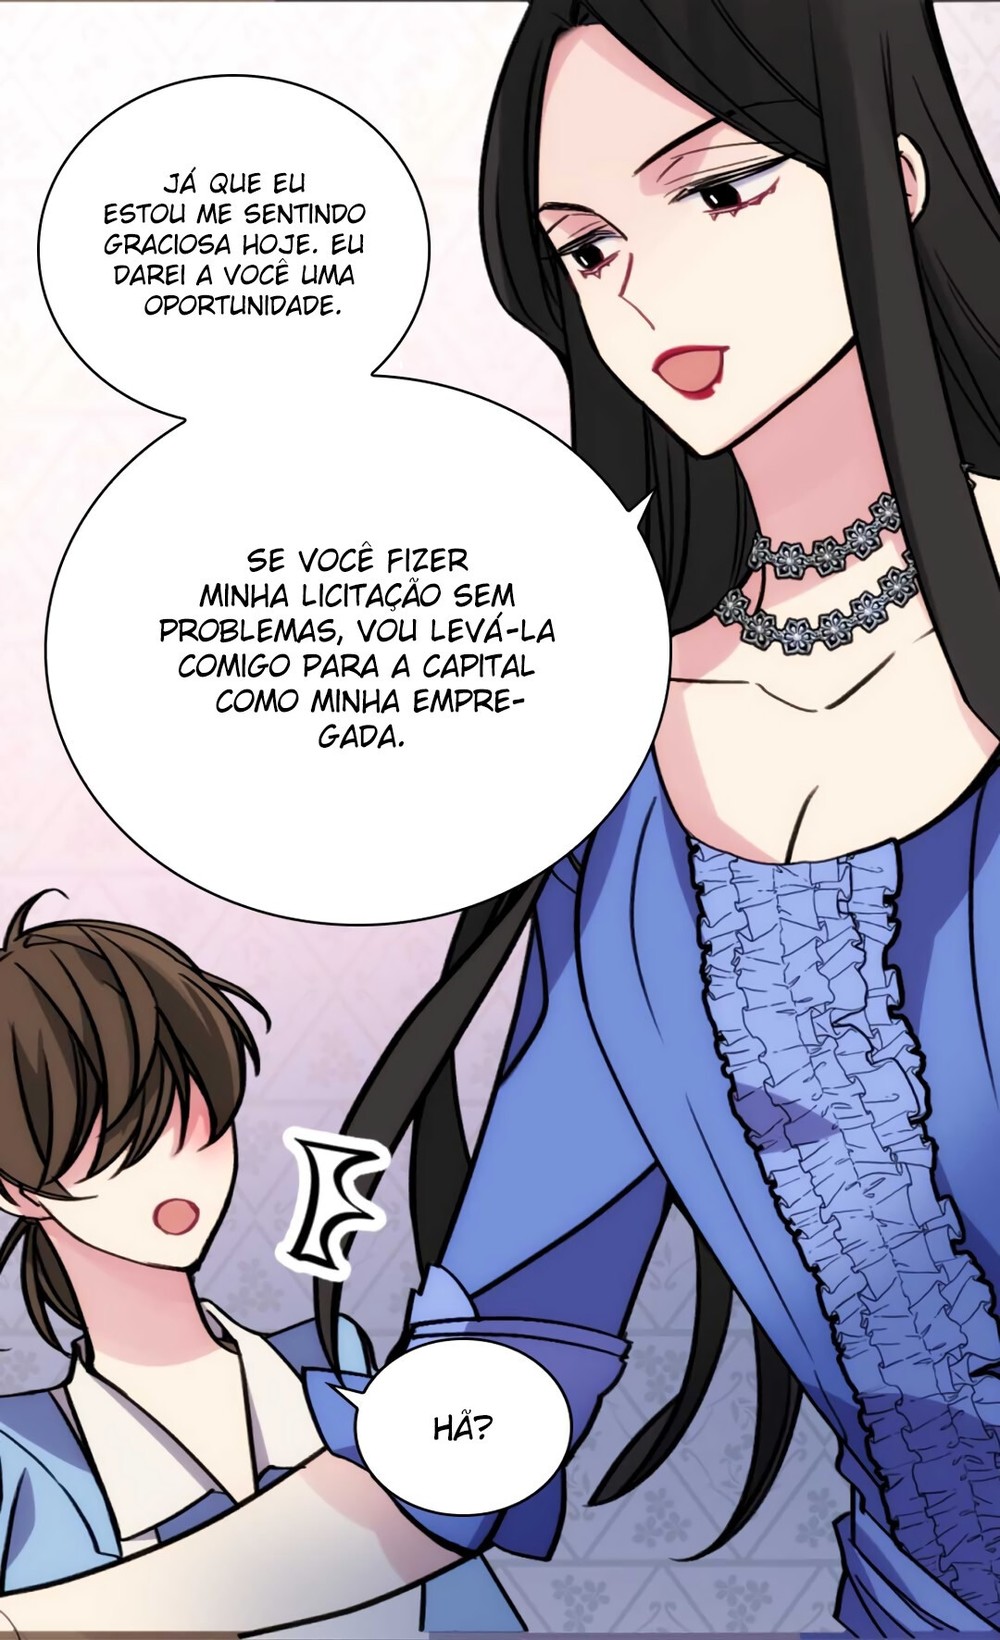 JÁ QUE EU
ESTOU ME SENTINDO
GRACIOSA HOJE. EU
DAREI A VOCÊ UMA
OPORTUNIDADE.
SE VOCÊ FIZER
MINHA LICITAÇÃO SEM
PROBLEMAS, VOU LEVÁ-LA
COMIGO PARA A CAPITAL
COMO MINHA EMPRE-
GADA.
HÃ?